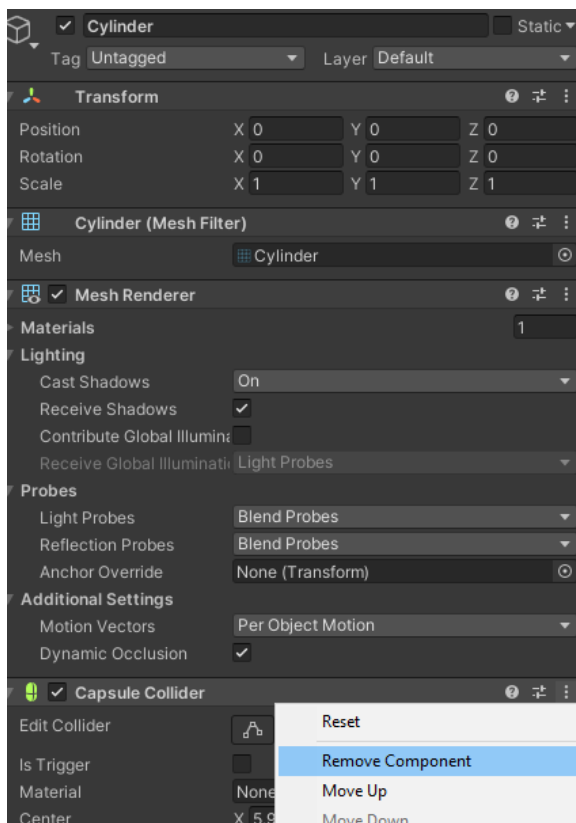 Cylinder Static
Tag Untagged Layer Default
Transform
Position X 0 Y 0 Z 0
Rotation X 0 Y 0 Z 0
Scale X 1 Y 1 Z 1
Cylinder (Mesh Filter)
Mesh Cylinder
Mesh Renderer
Materials 1
Lighting
Cast Shadows On
Receive Shadows
Contribute Global Illumina
Receive Global Illuminati Light Probes
Probes
Light Probes Blend Probes
Reflection Probes Blend Probes
Anchor Override None (Transform)
Additional Settings
Motion Vectors Per Object Motion
Dynamic Occlusion
Capsule Collider
Edit Collider Reset
Is Trigger Remove Component
Material None Move Up
Center X 5.9 Move Down